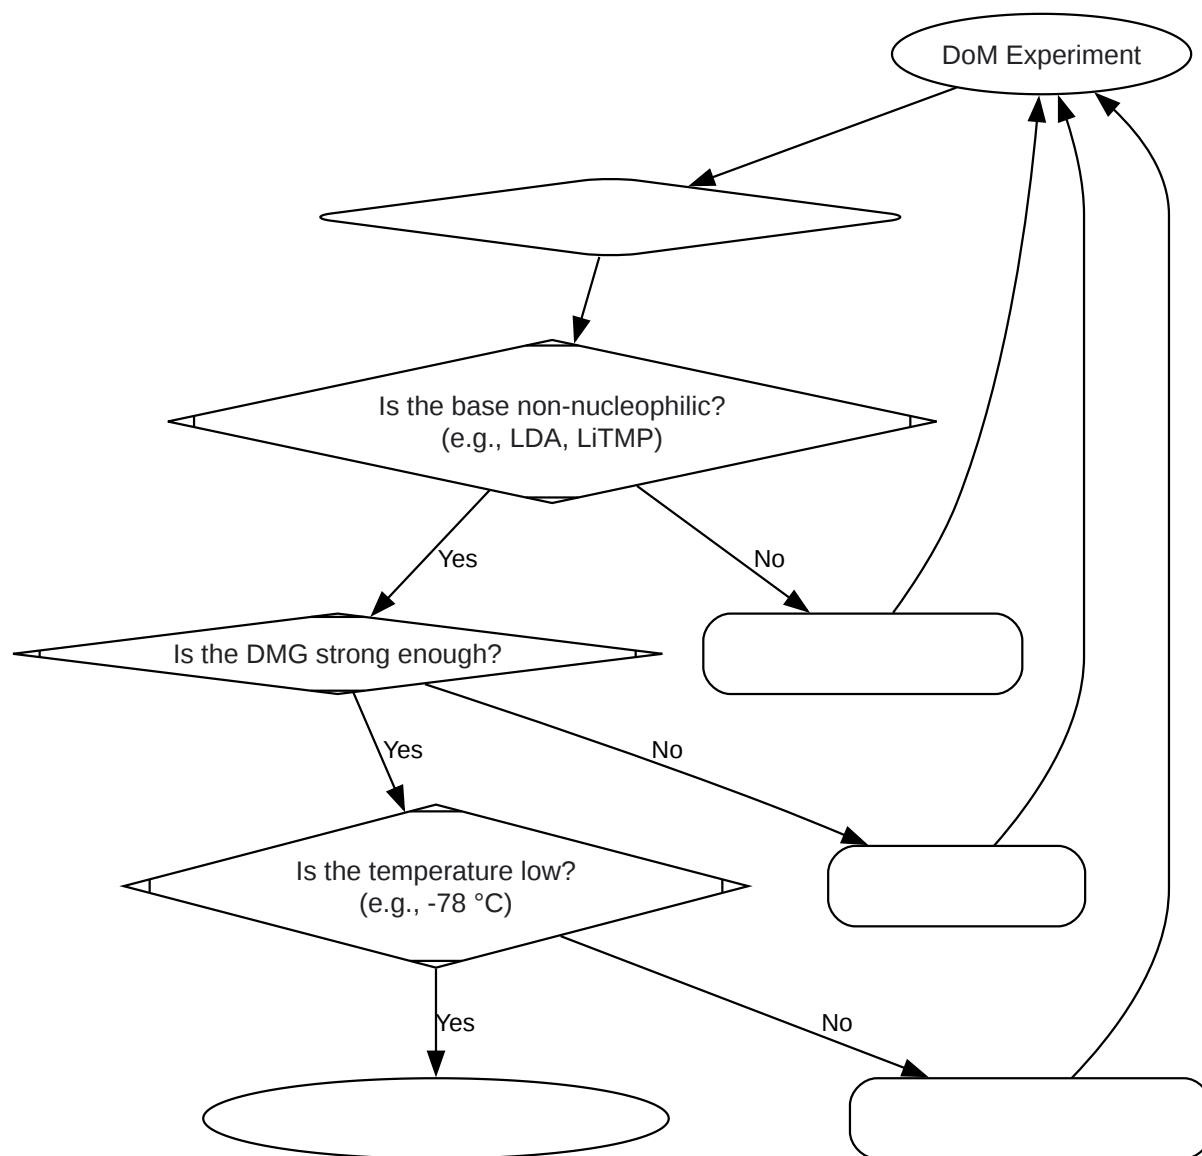 DoM Experiment
Is the base non-nucleophilic?
(e.g., LDA, LiTMP)
Yes
No
Is the DMG strong enough?
Yes
No
Is the temperature low?
(e.g., -78 °C)
Yes
No